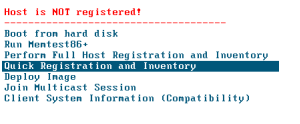 Host is NOT registered!
Boot from hard disk
Run Memtest86+
Perform Full Host Registration and Inventory
Quick Registration and Inventory
Deploy Image
Join Multicast Session
Client System Information (Compatibility)